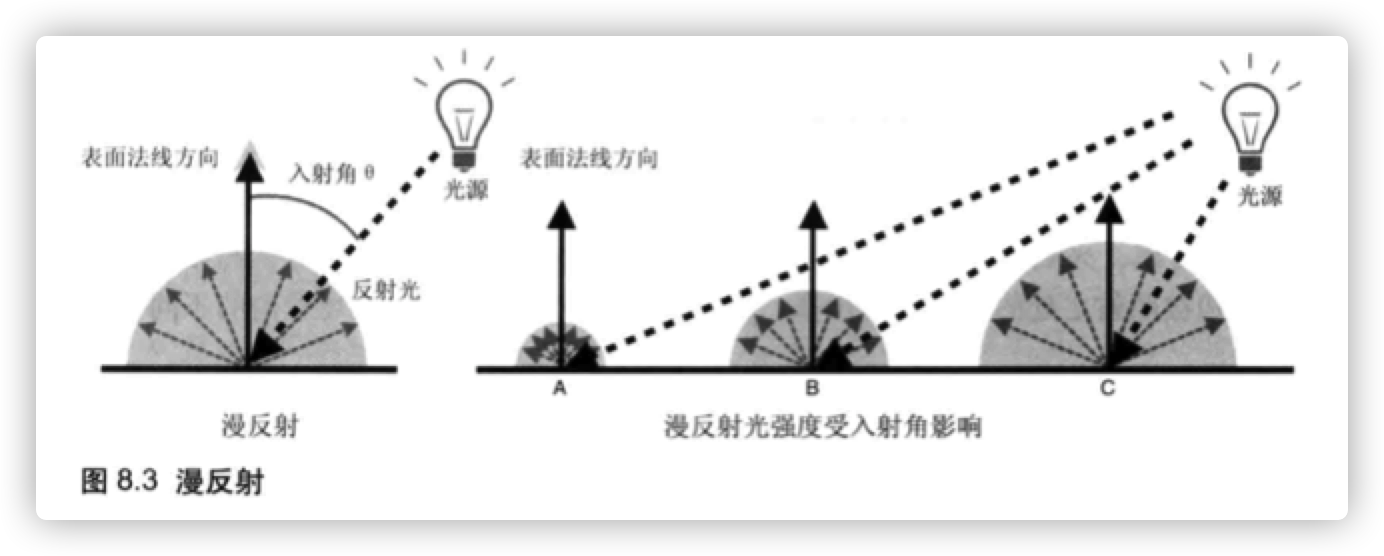 表面法线方向
入射角 θ
光源
反射光
漫反射
表面法线方向
光源
A
B
C
漫反射光强度受入射角影响
图 8.3 漫反射